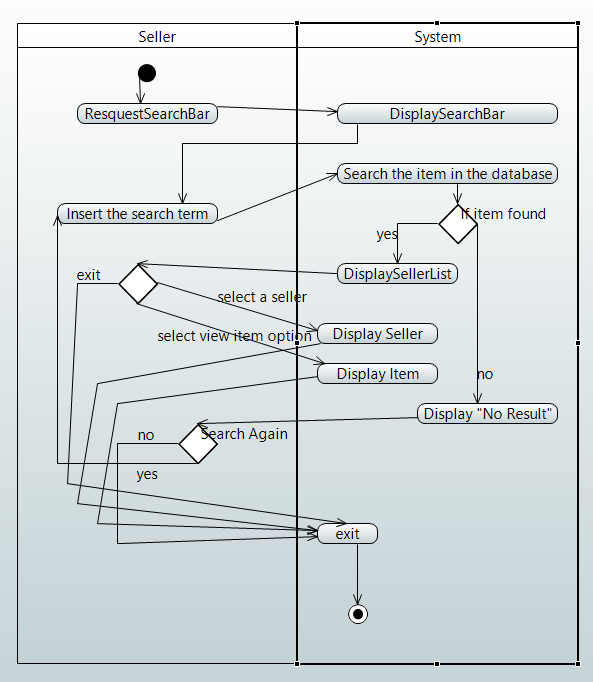 Seller
System
ResquestSearchBar
DisplaySearchBar
Search the item in the database
Insert the search term
If item found
yes
exit
DisplaySellerList
select a seller
select view item option
Display Seller
Display Item
no
Display "No Result"
no
Search Again
yes
exit